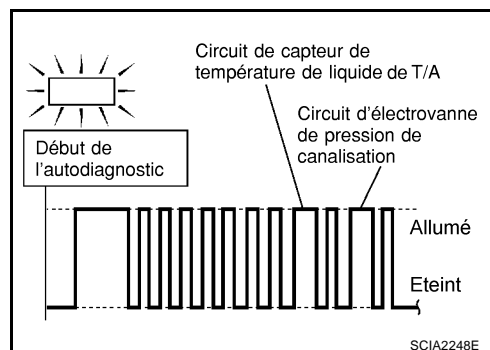 Circuit de capteur de
température de liquide de T/A
Circuit d'électrovanne
de pression de
canalisation
Début de
l'autodiagnostic
Allumé
Eteint
SCIA2248E